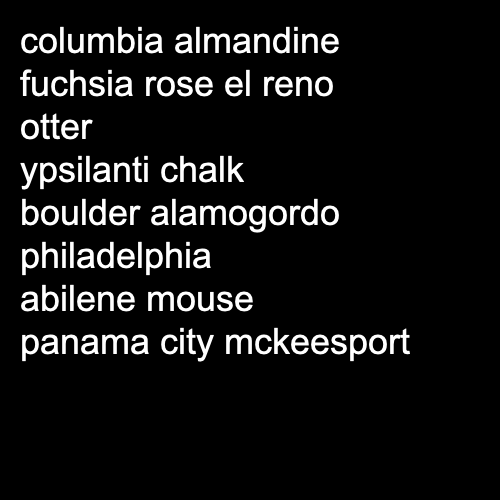 columbia almandine
fuchsia rose el reno
otter
ypsilanti chalk
boulder alamogordo
philadelphia
abilene mouse
panama city mckeesport